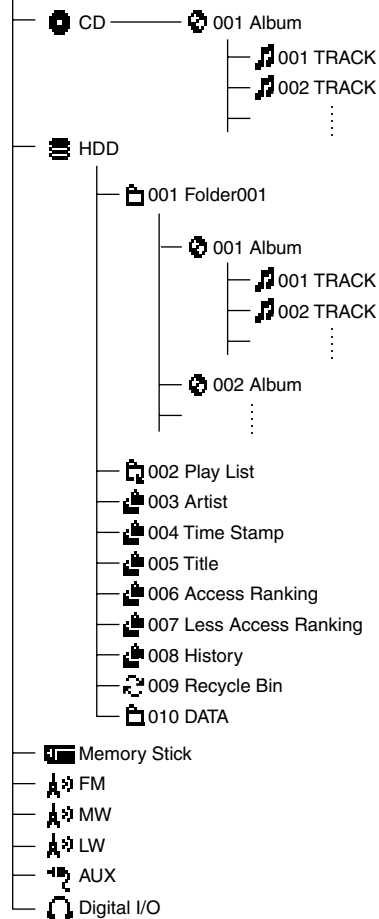 CD 001 Album
001 TRACK
002 TRACK
HDD
001 Folder001
001 Album
001 TRACK
002 TRACK
002 Album
002 Play List
003 Artist
004 Time Stamp
005 Title
006 Access Ranking
007 Less Access Ranking
008 History
009 Recycle Bin
010 DATA
Memory Stick
FM
MW
LW
AUX
Digital I/O